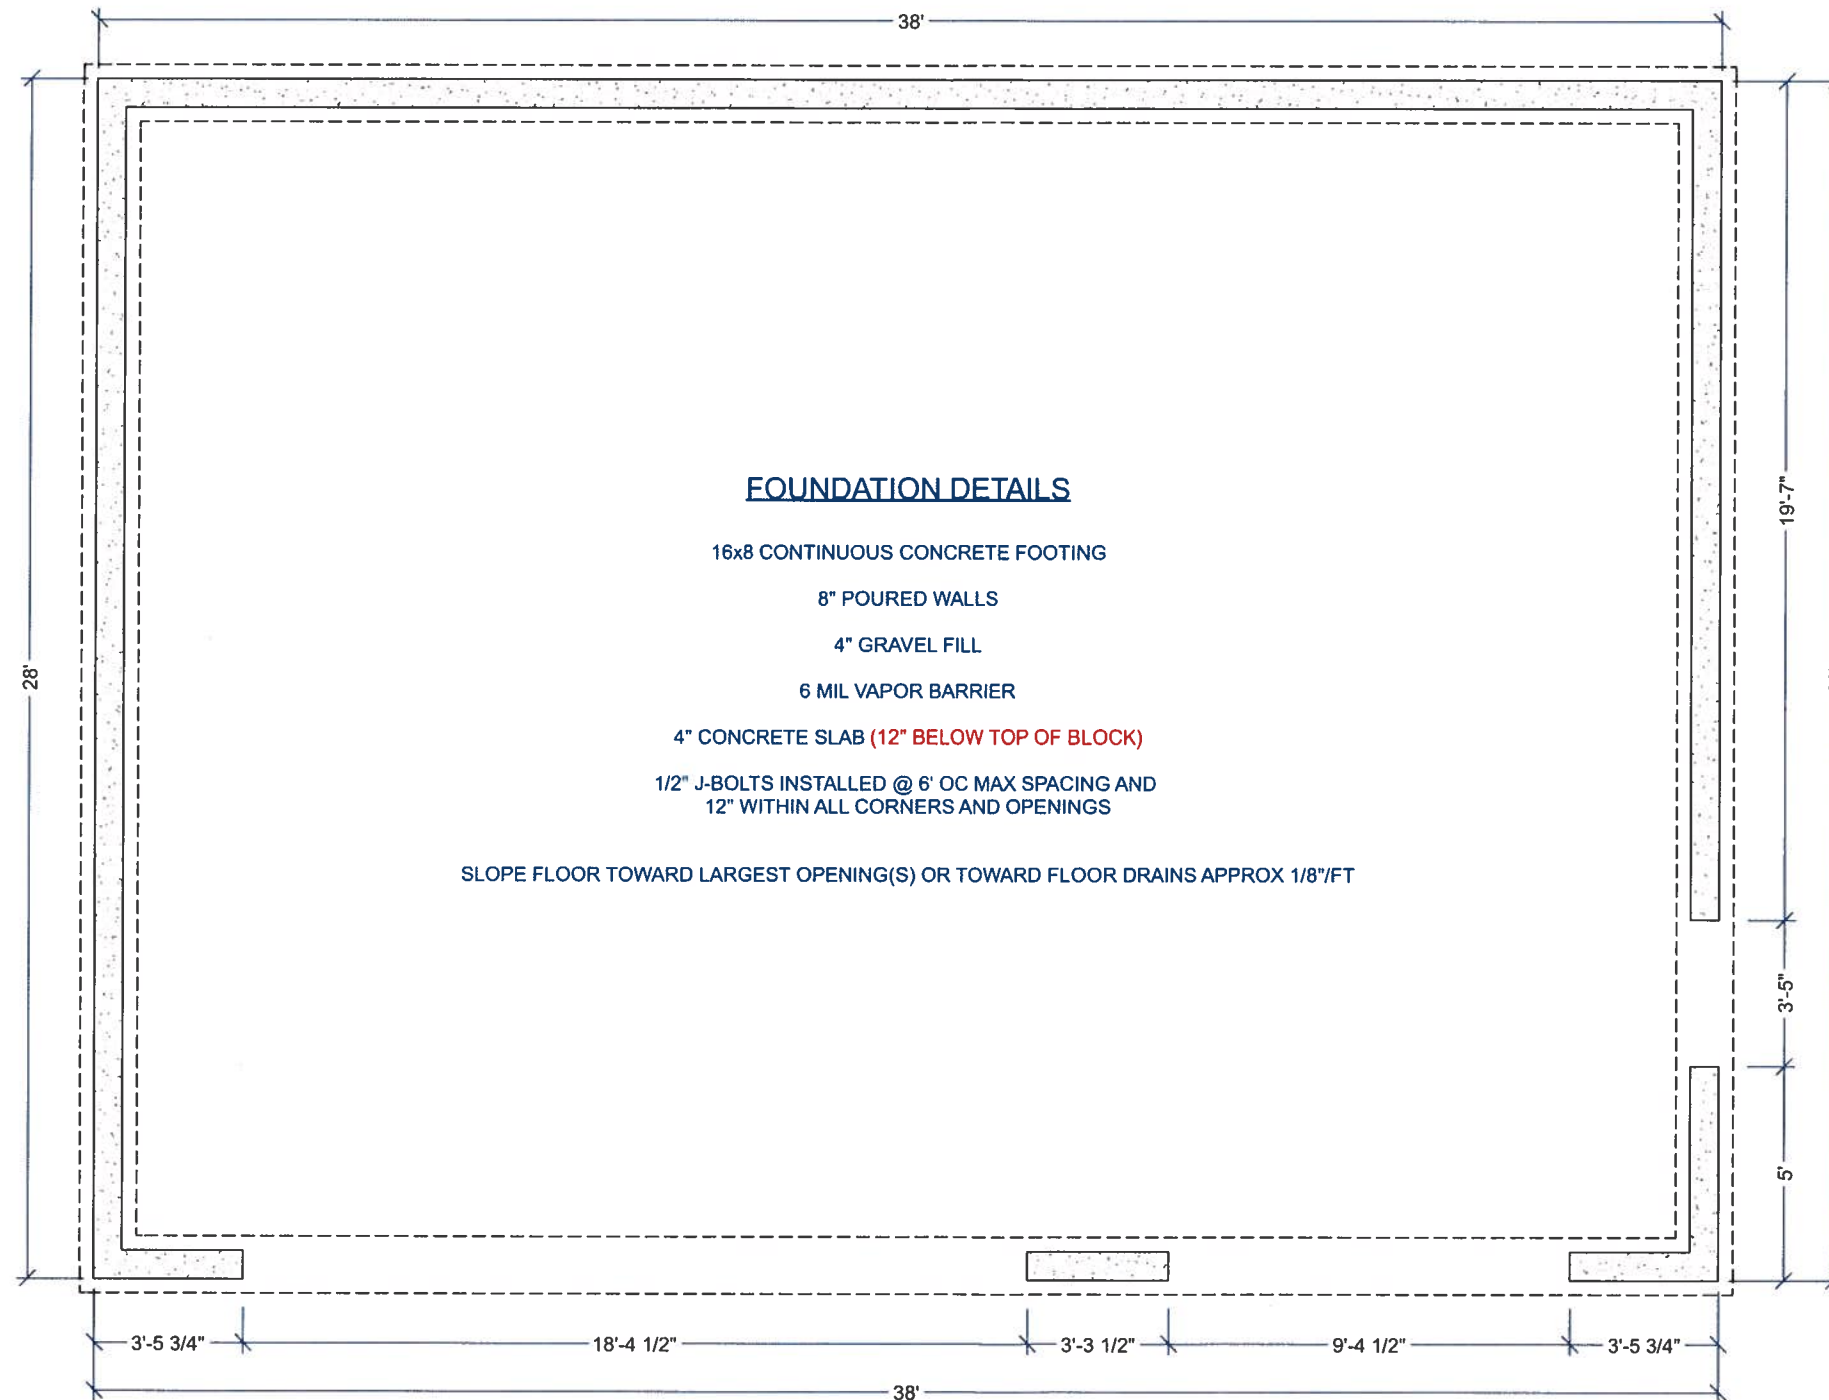 38'
28'
19'-7"
FOUNDATION DETAILS
16x8 CONTINUOUS CONCRETE FOOTING
8" POURED WALLS
4" GRAVEL FILL
6 MIL VAPOR BARRIER
4" CONCRETE SLAB (12" BELOW TOP OF BLOCK)
1/2" J-BOLTS INSTALLED @ 6' OC MAX SPACING AND
12" WITHIN ALL CORNERS AND OPENINGS
SLOPE FLOOR TOWARD LARGEST OPENING(S) OR TOWARD FLOOR DRAINS APPROX 1/8"/FT
3'-5"
5'
3'-5 3/4"
18'-4 1/2"
3'-3 1/2"
9'-4 1/2"
3'-5 3/4"
38'